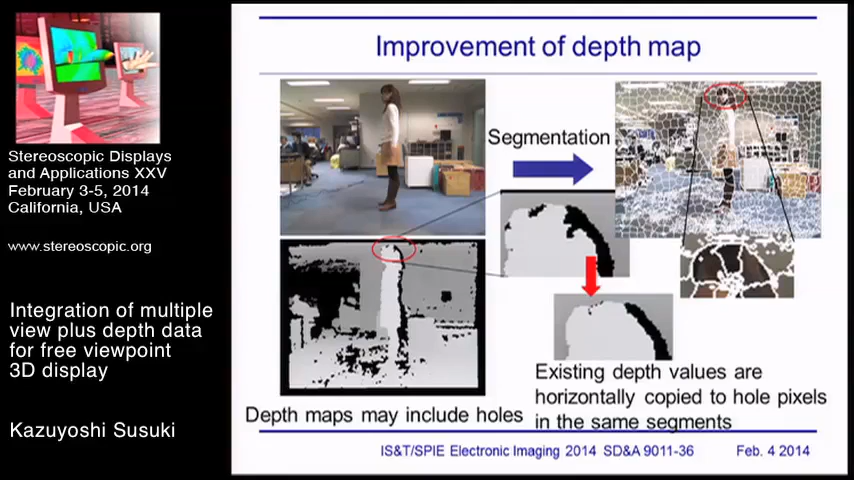 Stereoscopic Displays
and Applications XXV
February 3-5, 2014
California, USA
www.stereoscopic.org
Integration of multiple
view plus depth data
for free viewpoint
3D display
Kazuyoshi Susuki
Improvement of depth map
Segmentation
Depth maps may include holes
Existing depth values are
horizontally copied to hole pixels
in the same segments
IS&T/SPIE Electronic Imaging 2014 SD&A 9011-36
Feb. 4 2014